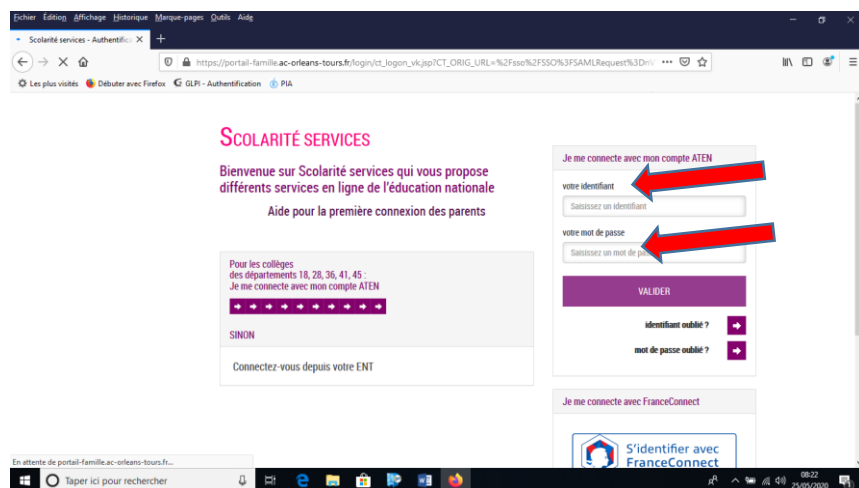 Fichier Édition Affichage Historique Marque-pages Outils Aide
Scolarité services - Authentific
https://portail-famille.ac-orleans-tours.fr/login/ct_logon_vk.jsp?CT_ORIG_URL=%2Fsso%2FSSO%3FSAMLRequest%3DnV
Les plus visités Débuter avec Firefox GLPI - Authentification PIA
SCOLARITÉ SERVICES
Bienvenue sur Scolarité services qui vous propose
différents services en ligne de l'éducation nationale
Aide pour la première connexion des parents
Pour les collèges
des départements 18, 28, 36, 41, 45 :
Je me connecte avec mon compte ATEN
SINON
Connectez-vous depuis votre ENT
Je me connecte avec mon compte ATEN
votre identifiant
Saisissez un identifiant
votre mot de passe
Saisissez un mot de
VALIDER
identifiant oublié ?
mot de passe oublié ?
Je me connecte avec FranceConnect
S'identifier avec
FranceConnect
En attente de portail-famille.ac-orleans-tours.fr...
Taper ici pour rechercher
08:22
25/05/2020